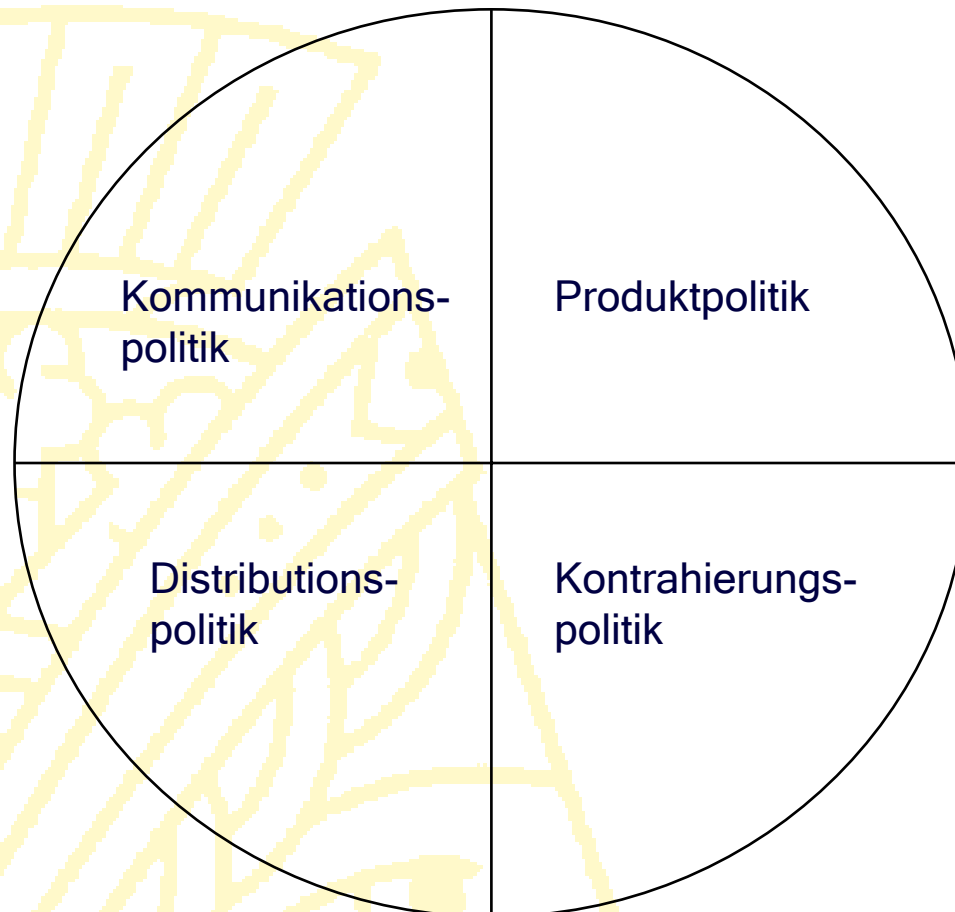 Kommunikations-
politik
Produktpolitik
Distributions-
politik
Kontrahierungs-
politik